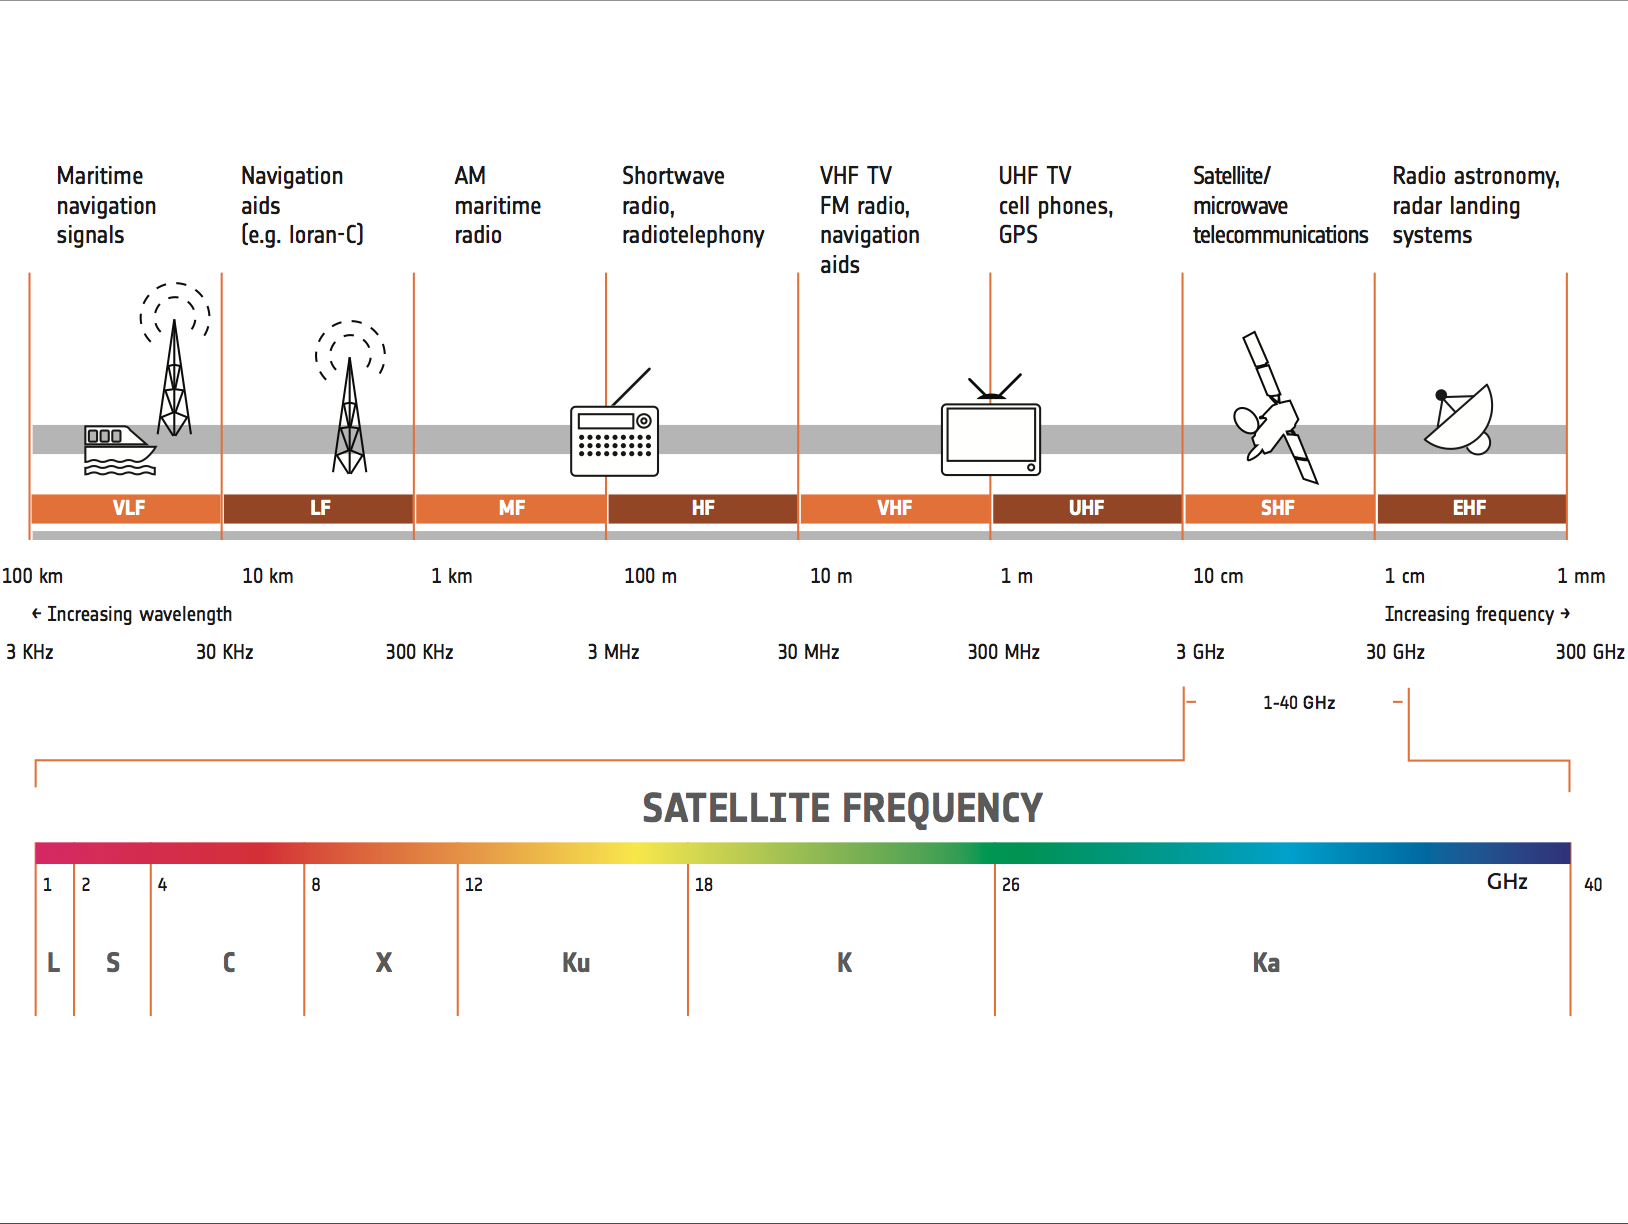 Maritime
navigation
signals
Navigation
aids
(e.g. loran-C)
AM
maritime
radio
Shortwave
radio,
radiotelephony
VHF TV
FM radio,
navigation
aids
UHF TV
cell phones,
GPS
Satellite/
microwave
telecommunications
Radio astronomy,
radar landing
systems
VLF LF MF HF VHF UHF SHF EHF
100 km 10 km 1 km 100 m 10 m 1 m 10 cm 1 cm 1 mm
← Increasing wavelength Increasing frequency →
3 KHz 30 KHz 300 KHz 3 MHz 30 MHz 300 MHz 3 GHz 30 GHz 300 GHz
1-40 GHz
SATELLITE FREQUENCY
1 2 4 8 12 18 26 GHz 40
L S C X Ku K Ka